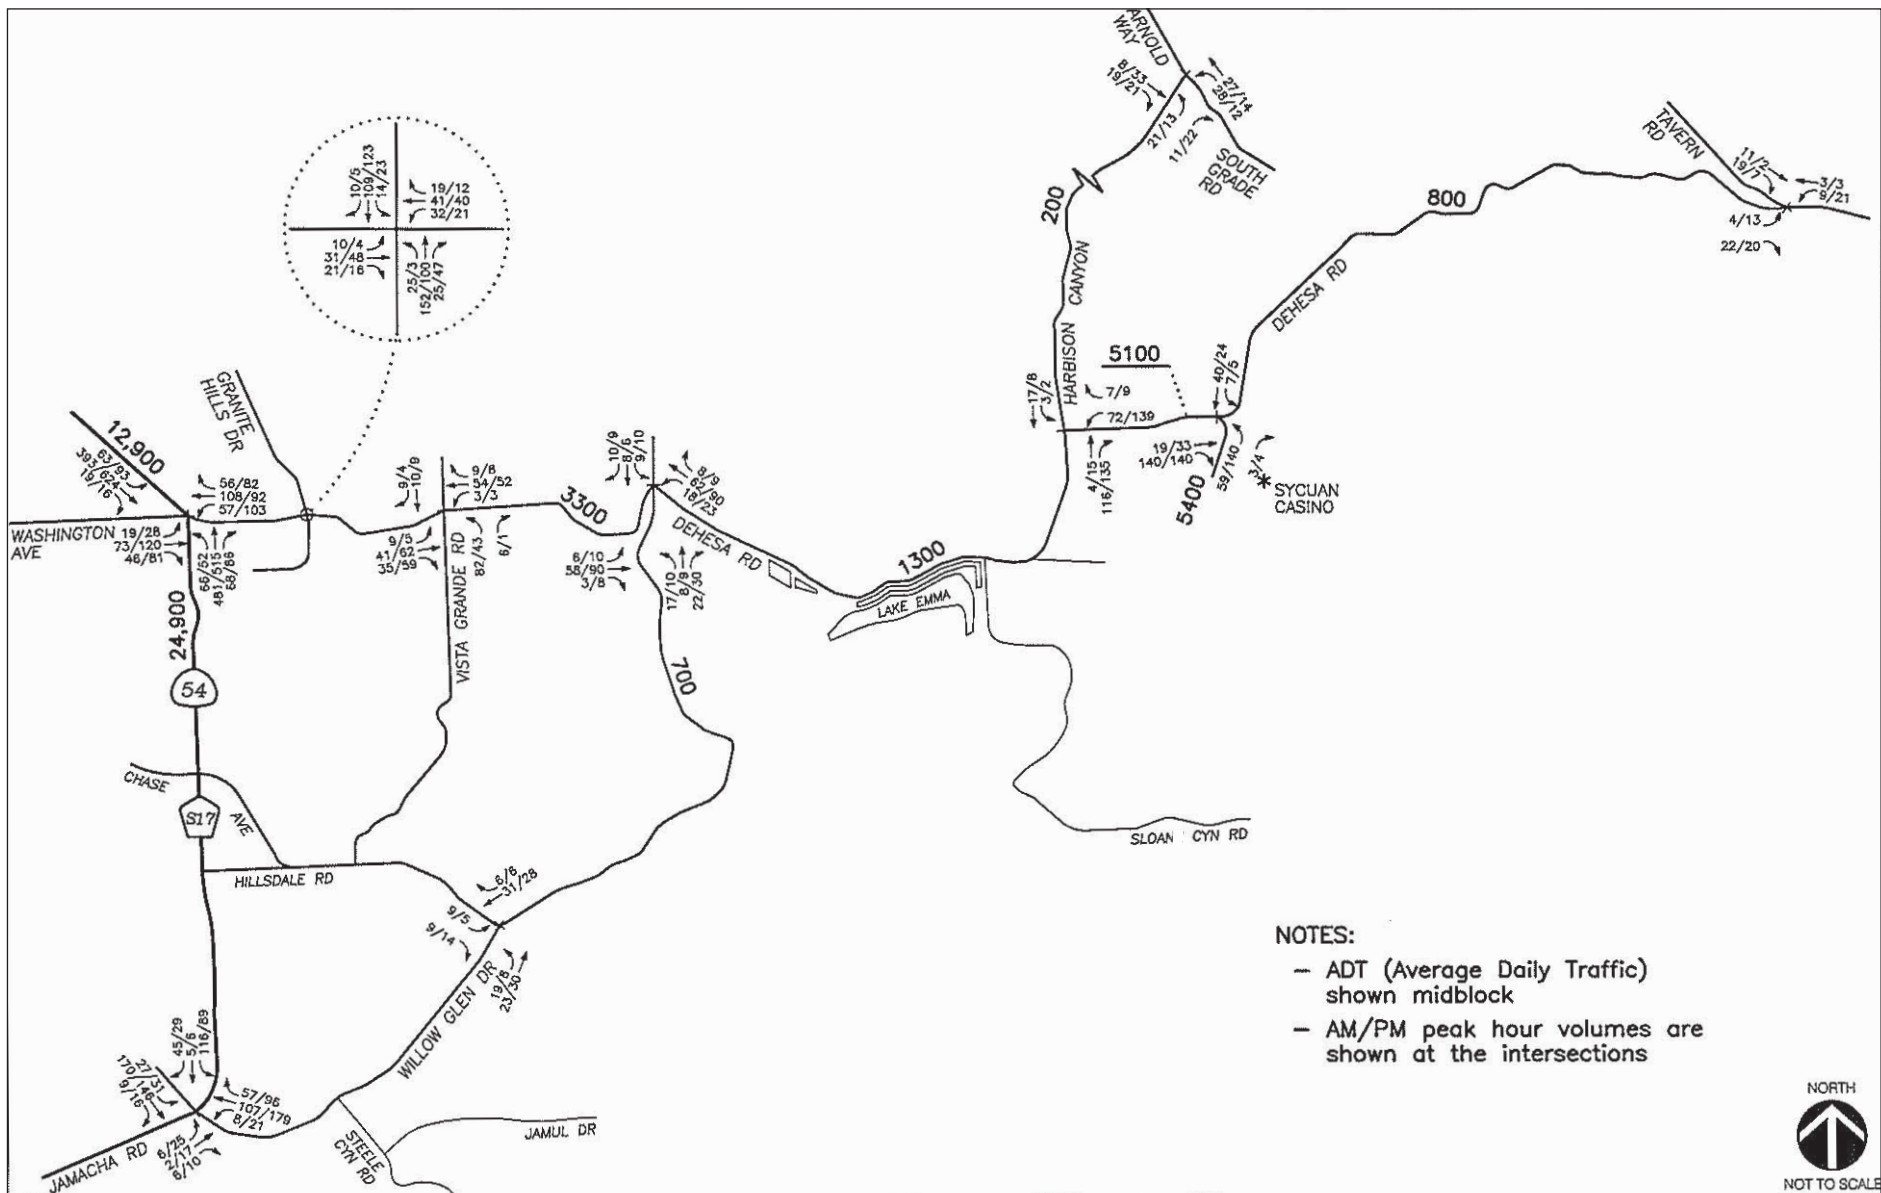 ARNOLD
WAY
8/33
19/21
27/14
28/12
21/13
11/22
SOUTH
GRADE
RD
TAVERN
RD
11/2
19/7
3/3
9/21
4/13
22/20
200
800
HARBISON CANYON
DEHESA RD
10/5
109/123
14/23
19/12
41/40
32/21
10/4
31/48
21/16
25/3
152/100
25/47
5100
40/24
7/5
17/8
3/2
7/9
72/139
4/15
116/135
19/33
140/140
59/140
3/4
5400
SYCUAN
CASINO
GRANITE
HILLS DR
12,900
63/93
393/624
19/16
56/82
108/92
57/103
WASHINGTON
AVE
19/28
73/120
46/81
66/52
481/515
68/86
9/4
10/9
9/8
54/52
3/3
9/5
41/62
35/59
82/43
6/1
3300
10/9
8/6
9/10
8/9
62/90
18/23
DEHESA RD
6/10
58/90
3/8
17/10
8/9
22/30
1300
LAKE EMMA
24,900
54
VISTA GRANDE RD
700
CHASE AVE
S17
HILLSDALE RD
SLOAN CYN RD
6/6
31/28
9/5
9/14
19/8
23/30
WILLOW GLEN DR
45/29
5/6
116/89
27/31
170/146
9/16
57/96
107/179
8/21
6/25
2/17
6/10
JAMACHA RD
STEELE
CYN RD
JAMUL DR
NOTES:
— ADT (Average Daily Traffic)
shown midblock
— AM/PM peak hour volumes are
shown at the intersections
NORTH
NOT TO SCALE